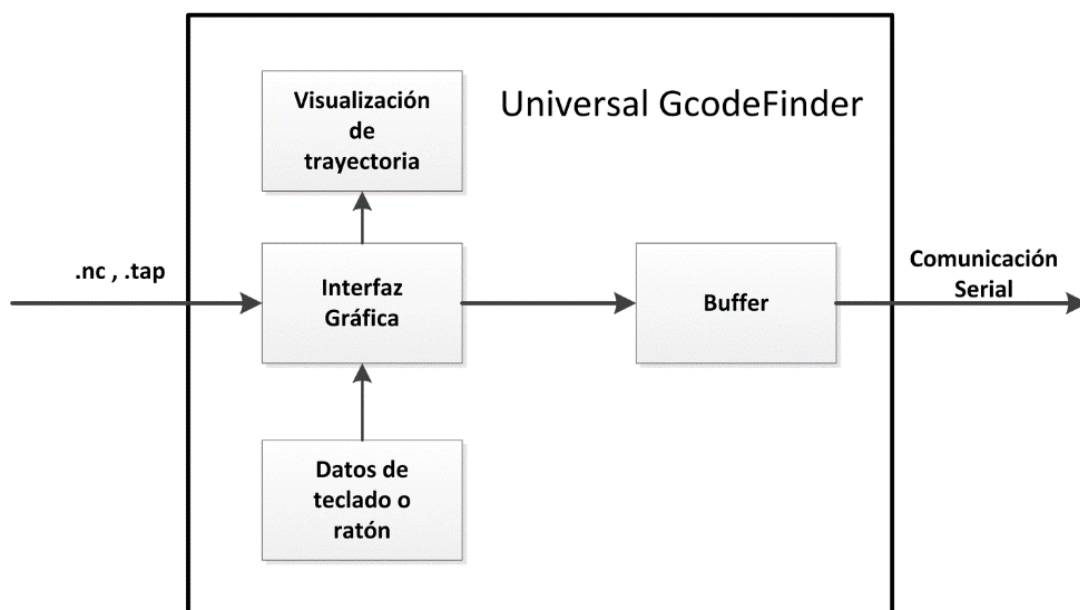 Visualización
de
trayectoria
Universal GcodeFinder
.nc , .tap
Interfaz
Gráfica
Buffer
Comunicación
Serial
Datos de
teclado o
ratón